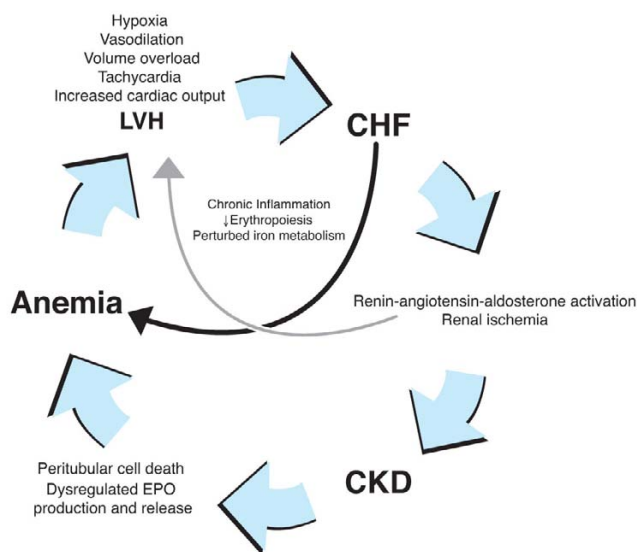 Hypoxia
Vasodilation
Volume overload
Tachycardia
Increased cardiac output
LVH
CHF
Chronic Inflammation
↓Erythropoiesis
Perturbed iron metabolism
Anemia
Renin-angiotensin-aldosterone activation
Renal ischemia
Peritubular cell death
Dysregulated EPO
production and release
CKD